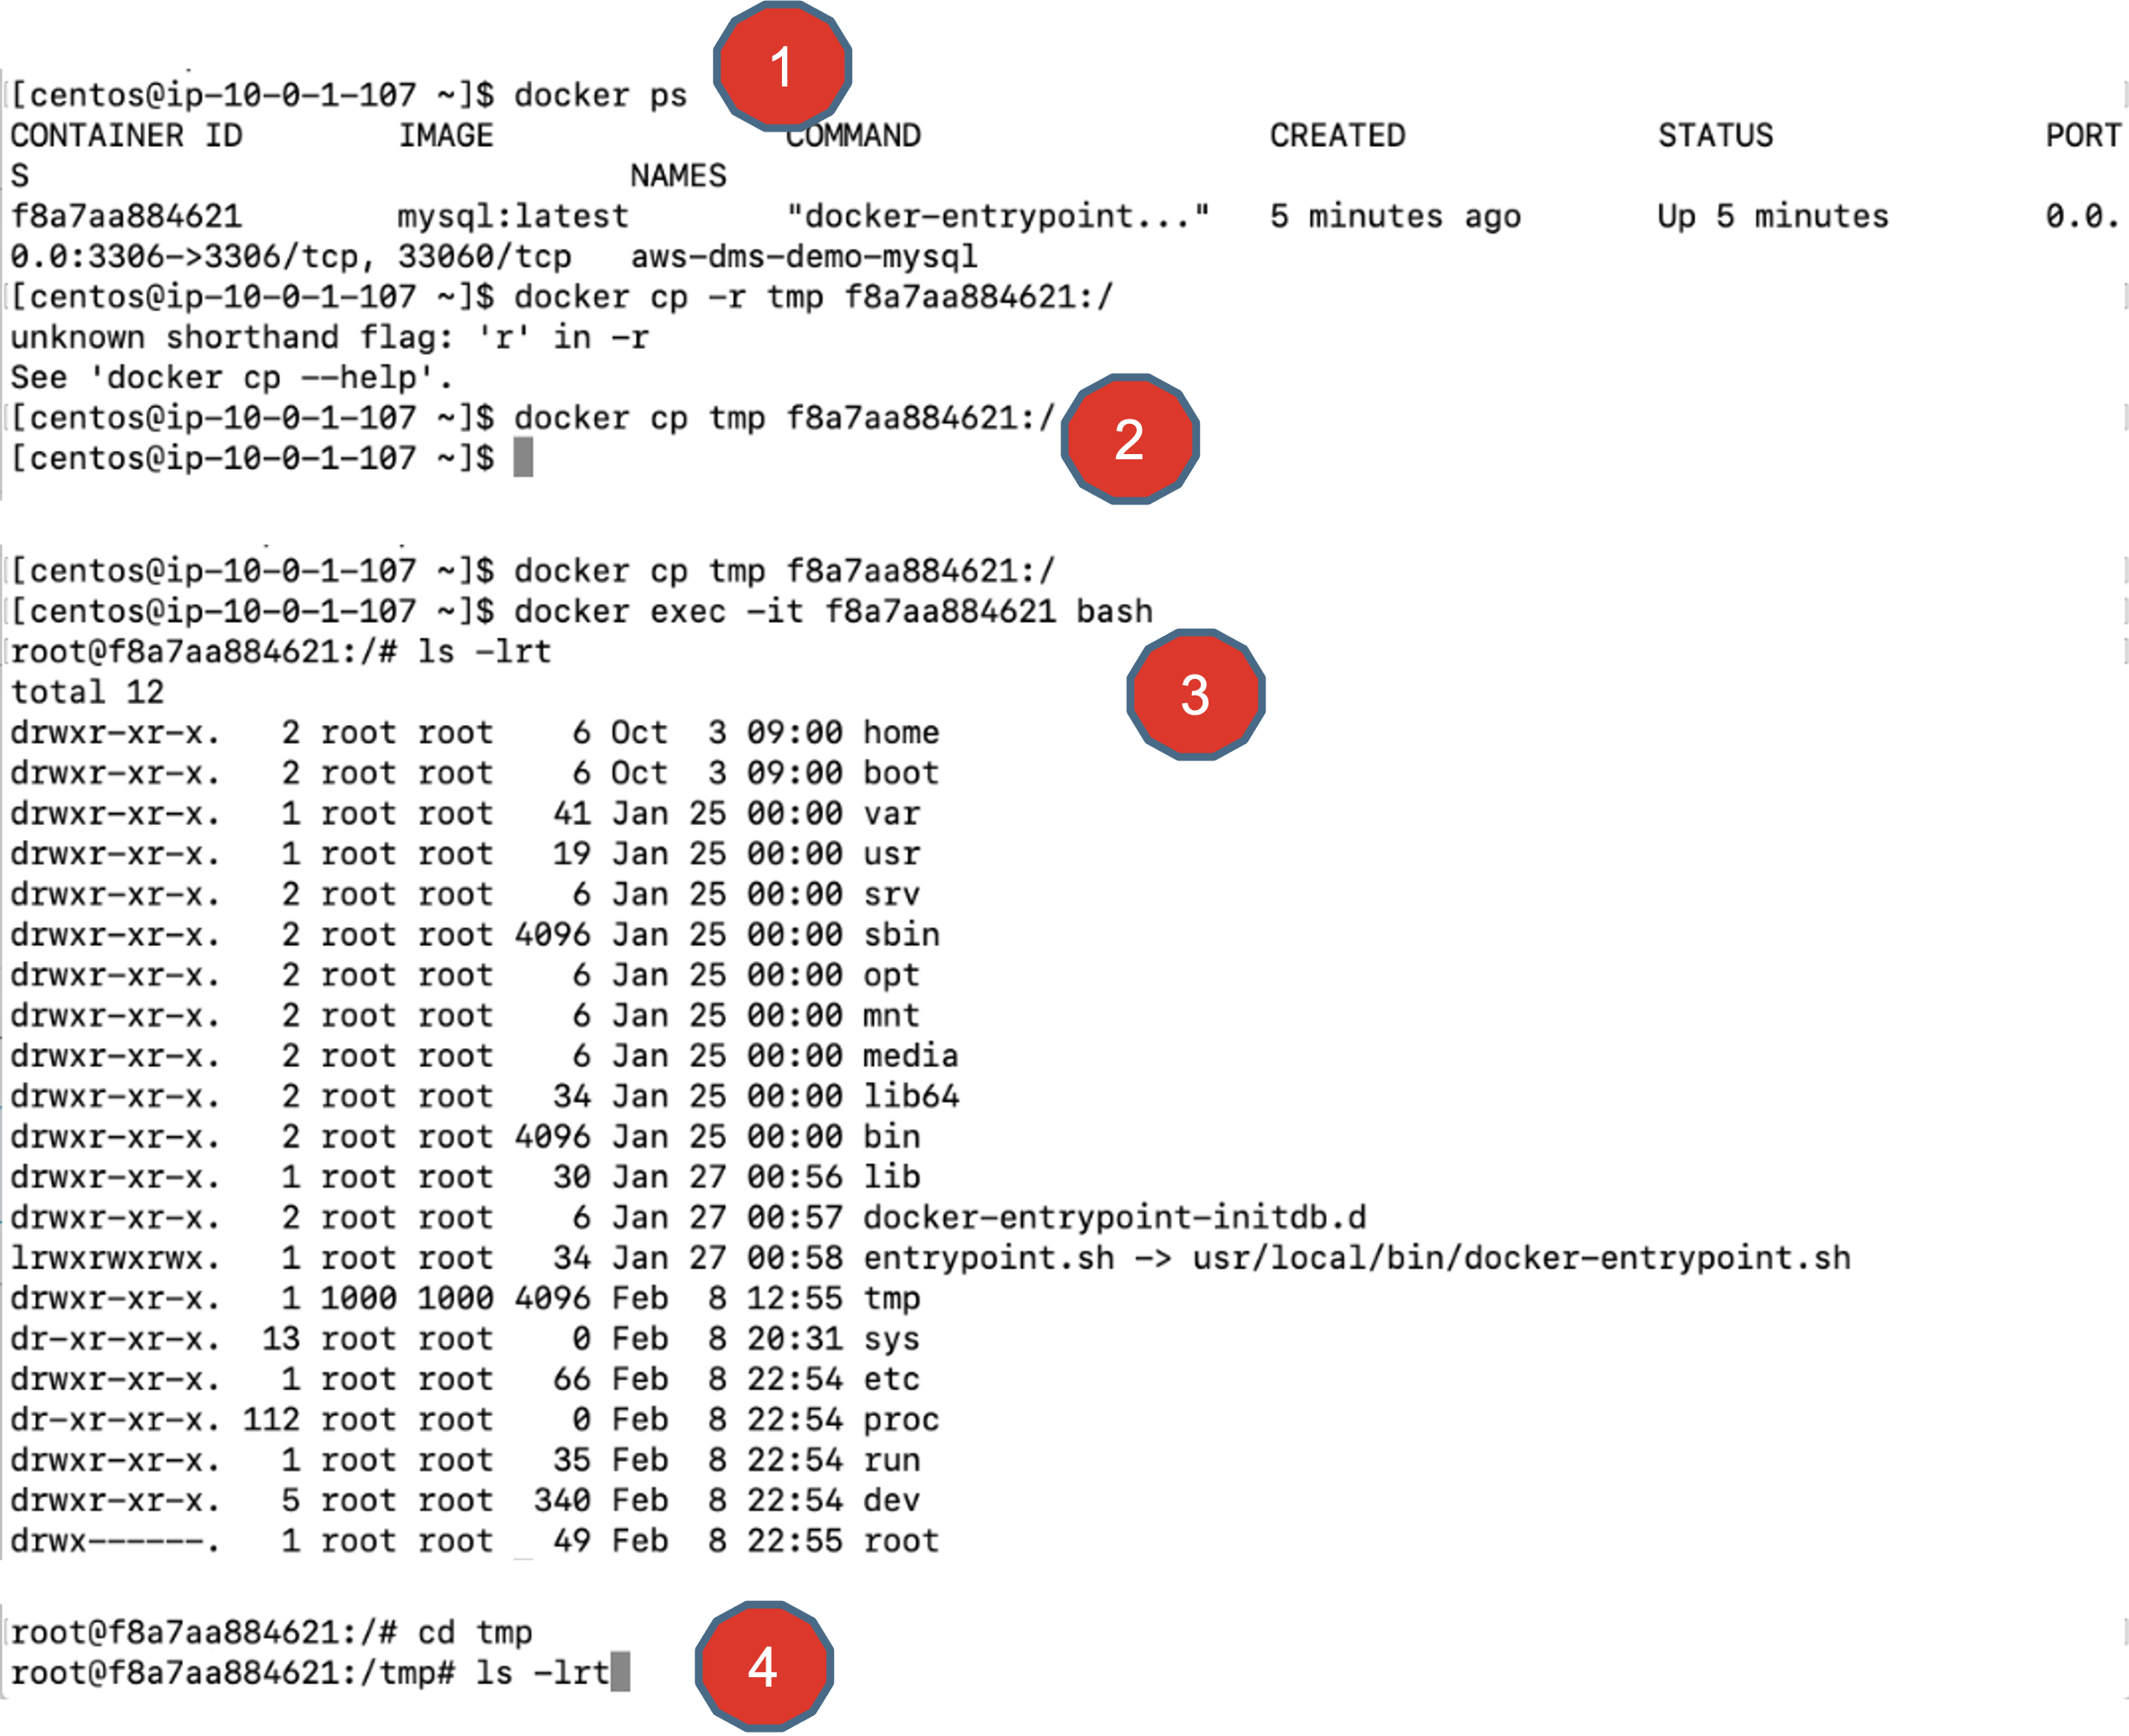 1
[centos@ip-10-0-1-107 ~]$ docker ps
CONTAINER ID        IMAGE               COMMAND                  CREATED             STATUS              PORT
S                               NAMES
f8a7aa884621        mysql:latest        "docker-entrypoint..."   5 minutes ago       Up 5 minutes        0.0.
0.0:3306->3306/tcp, 33060/tcp   aws-dms-demo-mysql
[centos@ip-10-0-1-107 ~]$ docker cp -r tmp f8a7aa884621:/
unknown shorthand flag: 'r' in -r
See 'docker cp --help'.
[centos@ip-10-0-1-107 ~]$ docker cp tmp f8a7aa884621:/
2
[centos@ip-10-0-1-107 ~]$
[centos@ip-10-0-1-107 ~]$ docker cp tmp f8a7aa884621:/
[centos@ip-10-0-1-107 ~]$ docker exec -it f8a7aa884621 bash
root@f8a7aa884621:/# ls -lrt
3
total 12
drwxr-xr-x.   2 root root    6 Oct  3 09:00 home
drwxr-xr-x.   2 root root    6 Oct  3 09:00 boot
drwxr-xr-x.   1 root root   41 Jan 25 00:00 var
drwxr-xr-x.   1 root root   19 Jan 25 00:00 usr
drwxr-xr-x.   2 root root    6 Jan 25 00:00 srv
drwxr-xr-x.   2 root root 4096 Jan 25 00:00 sbin
drwxr-xr-x.   2 root root    6 Jan 25 00:00 opt
drwxr-xr-x.   2 root root    6 Jan 25 00:00 mnt
drwxr-xr-x.   2 root root    6 Jan 25 00:00 media
drwxr-xr-x.   2 root root   34 Jan 25 00:00 lib64
drwxr-xr-x.   2 root root 4096 Jan 25 00:00 bin
drwxr-xr-x.   1 root root   30 Jan 27 00:56 lib
drwxr-xr-x.   2 root root    6 Jan 27 00:57 docker-entrypoint-initdb.d
lrwxrwxrwx.   1 root root   34 Jan 27 00:58 entrypoint.sh -> usr/local/bin/docker-entrypoint.sh
drwxr-xr-x.   1 1000 1000 4096 Feb  8 12:55 tmp
dr-xr-xr-x.  13 root root    0 Feb  8 20:31 sys
drwxr-xr-x.   1 root root   66 Feb  8 22:54 etc
dr-xr-xr-x. 112 root root    0 Feb  8 22:54 proc
drwxr-xr-x.   1 root root   35 Feb  8 22:54 run
drwxr-xr-x.   5 root root  340 Feb  8 22:54 dev
drwx------.   1 root root   49 Feb  8 22:55 root
root@f8a7aa884621:/# cd tmp
root@f8a7aa884621:/tmp# ls -lrt
4